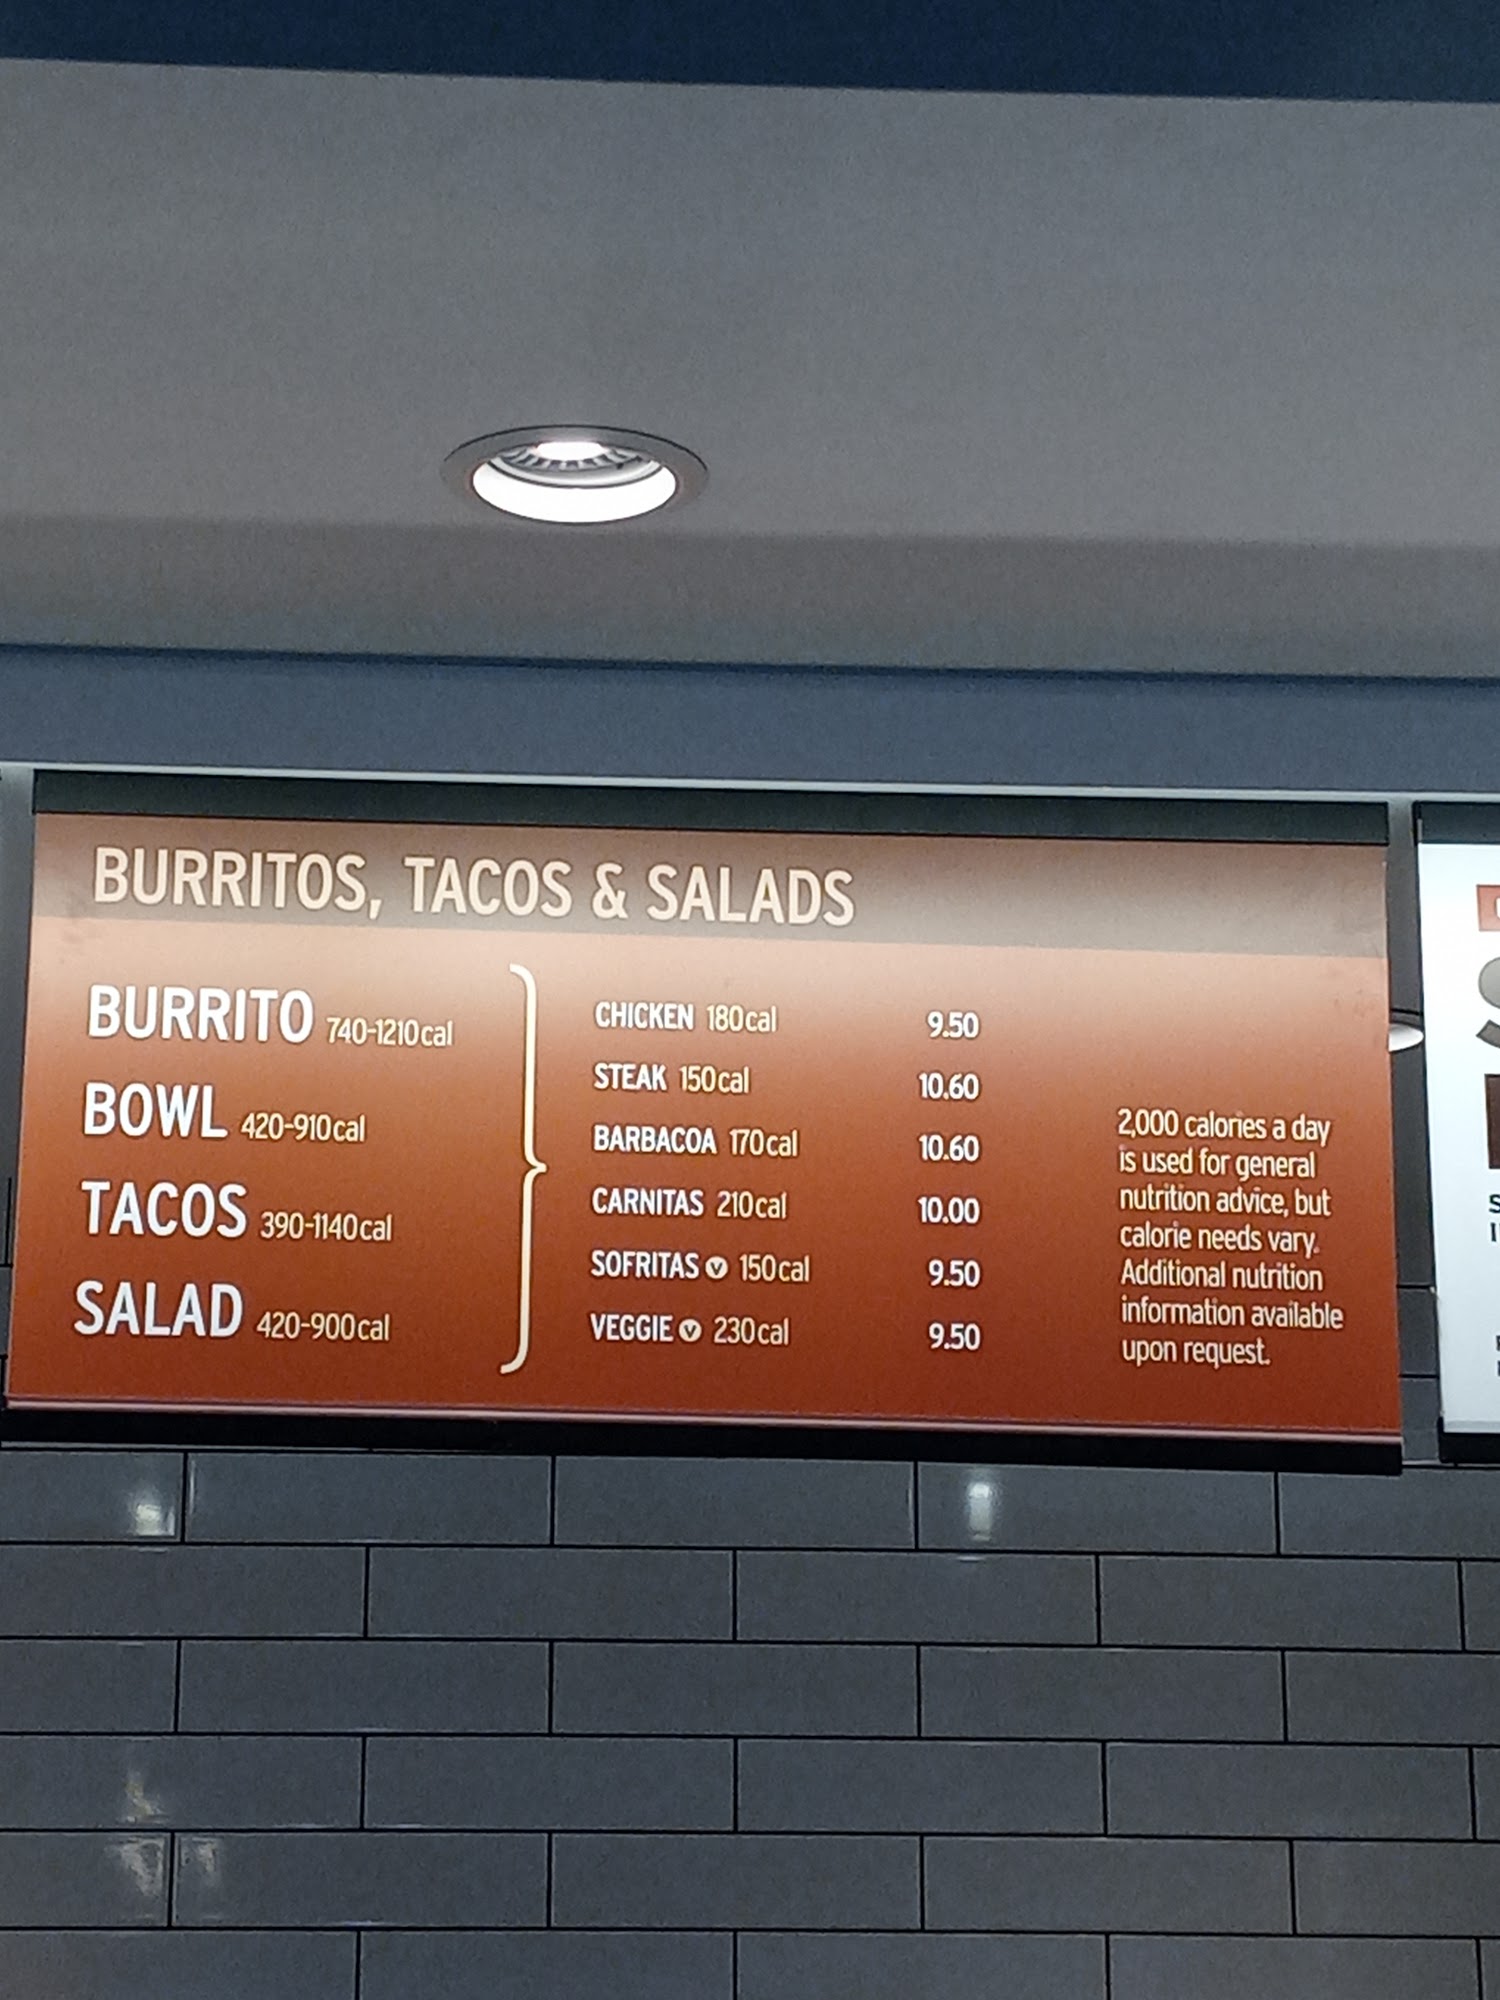 BURRITOS, TACOS & SALADS
BURRITO 740-1210cal
BOWL 420-910cal
TACOS 390-1140cal
SALAD 420-900cal
CHICKEN 180cal 9.50
STEAK 150cal 10.60
BARBACOA 170cal 10.60
CARNITAS 210cal 10.00
SOFRITAS V 150cal 9.50
VEGGIE V 230cal 9.50
2,000 calories a day
is used for general
nutrition advice, but
calorie needs vary.
Additional nutrition
information available
upon request.